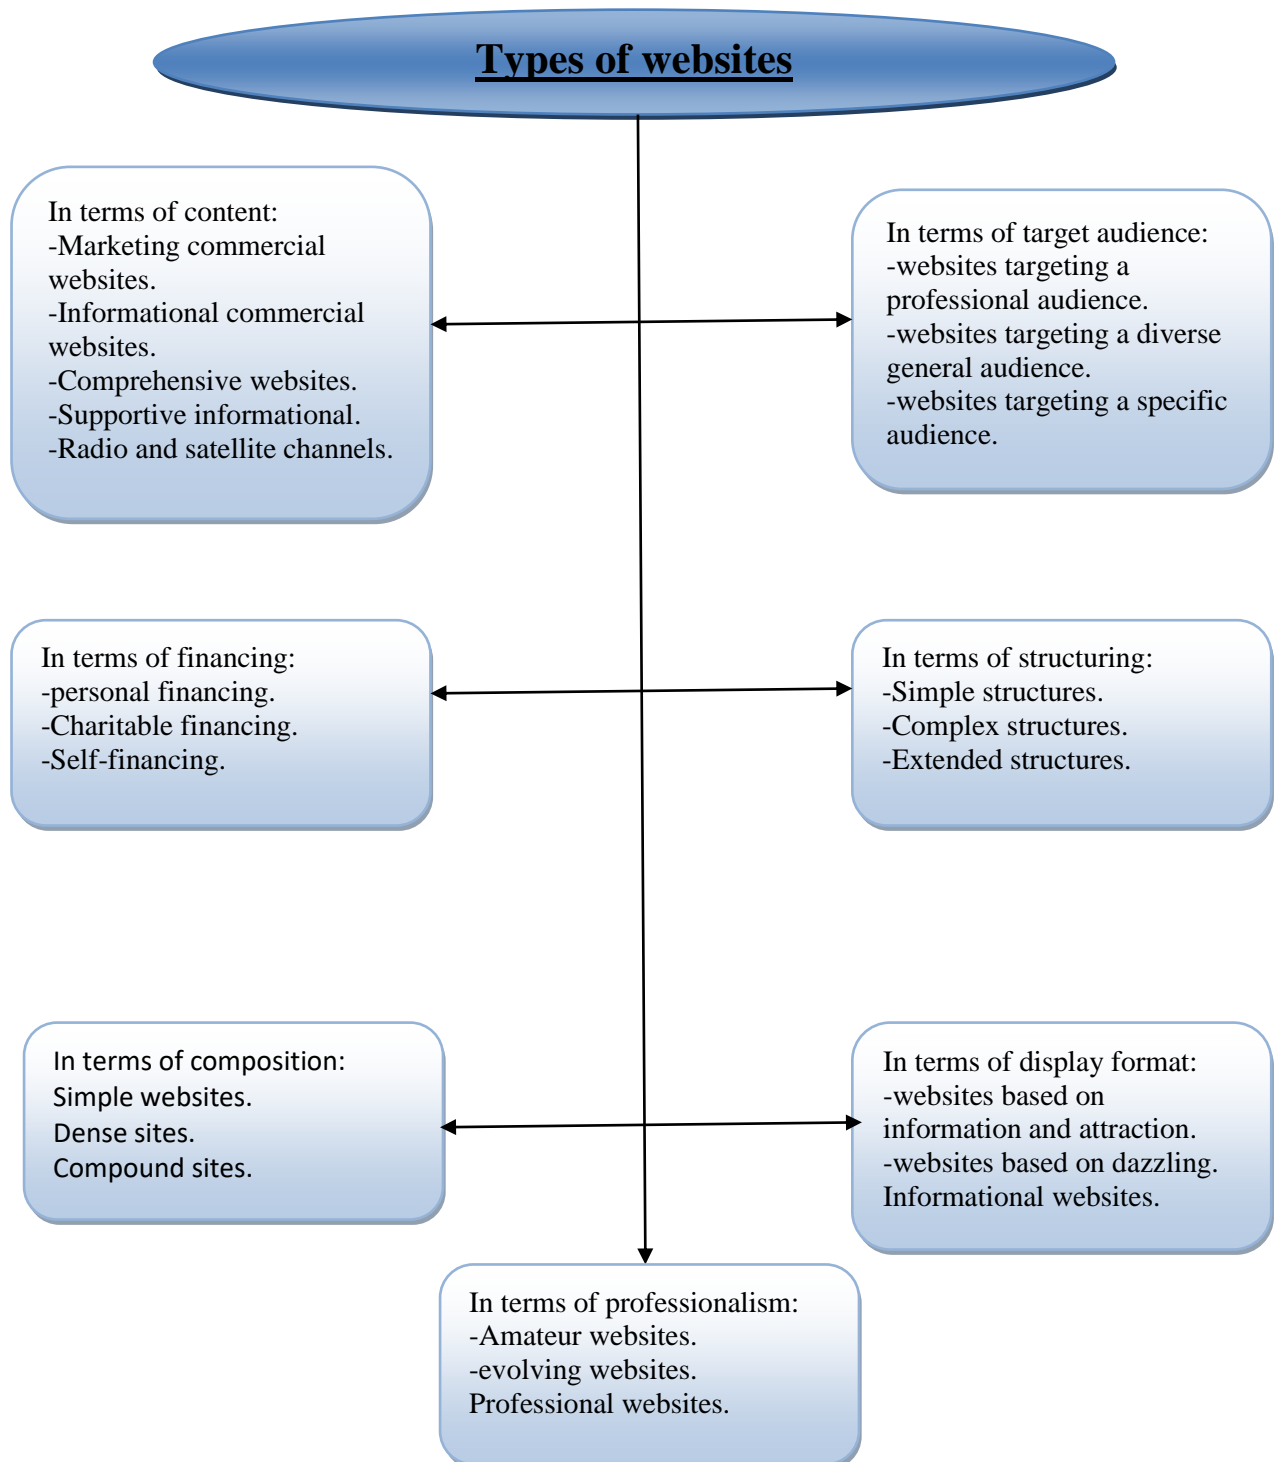 Types of websites
In terms of content:
-Marketing commercial
websites.
-Informational commercial
websites.
-Comprehensive websites.
-Supportive informational.
-Radio and satellite channels.
In terms of target audience:
-websites targeting a
professional audience.
-websites targeting a diverse
general audience.
-websites targeting a specific
audience.
In terms of financing:
-personal financing.
-Charitable financing.
-Self-financing.
In terms of structuring:
-Simple structures.
-Complex structures.
-Extended structures.
In terms of composition:
Simple websites.
Dense sites.
Compound sites.
In terms of display format:
-websites based on
information and attraction.
-websites based on dazzling.
Informational websites.
In terms of professionalism:
-Amateur websites.
-evolving websites.
Professional websites.